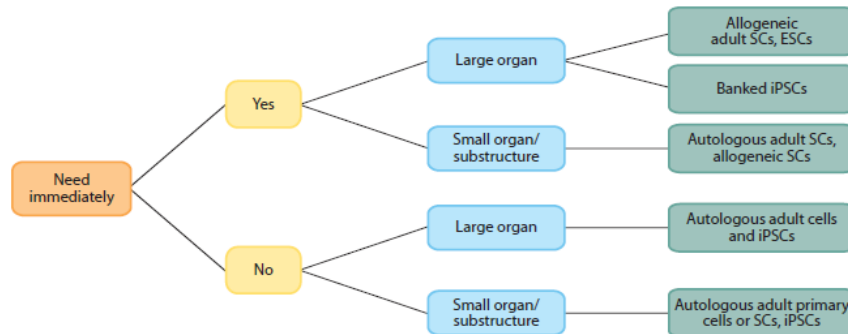 Allogeneic
adult SCs, ESCs
Large organ
Banked iPSCs
Yes
Small organ/
substructure
Autologous adult SCs,
allogeneic SCs
Need
immediately
Large organ
Autologous adult cells
and iPSCs
No
Small organ/
substructure
Autologous adult primary
cells or SCs, iPSCs